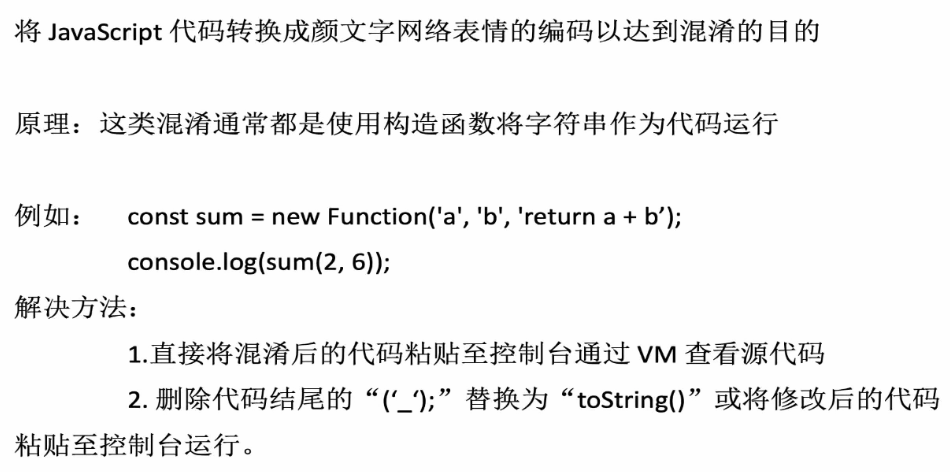 将 JavaScript 代码转换成颜文字网络表情的编码以达到混淆的目的
原理：这类混淆通常都是使用构造函数将字符串作为代码运行
例如： const sum = new Function('a', 'b', 'return a + b’);
console.log(sum(2, 6));
解决方法：
1.直接将混淆后的代码粘贴至控制台通过 VM 查看源代码
2. 删除代码结尾的“(‘_‘);”替换为“toString()”或将修改后的代码
粘贴至控制台运行。